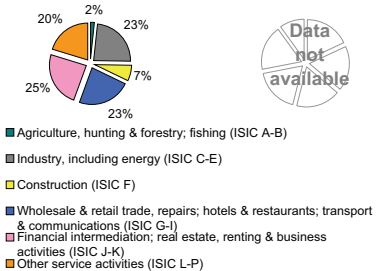 2%
20%
23%
7%
25%
23%
Data
not
available
Agriculture, hunting & forestry; fishing (ISIC A-B)
Industry, including energy (ISIC C-E)
Construction (ISIC F)
Wholesale & retail trade, repairs; hotels & restaurants; transport
& communications (ISIC G-I)
Financial intermediation; real estate, renting & business
activities (ISIC J-K)
Other service activities (ISIC L-P)